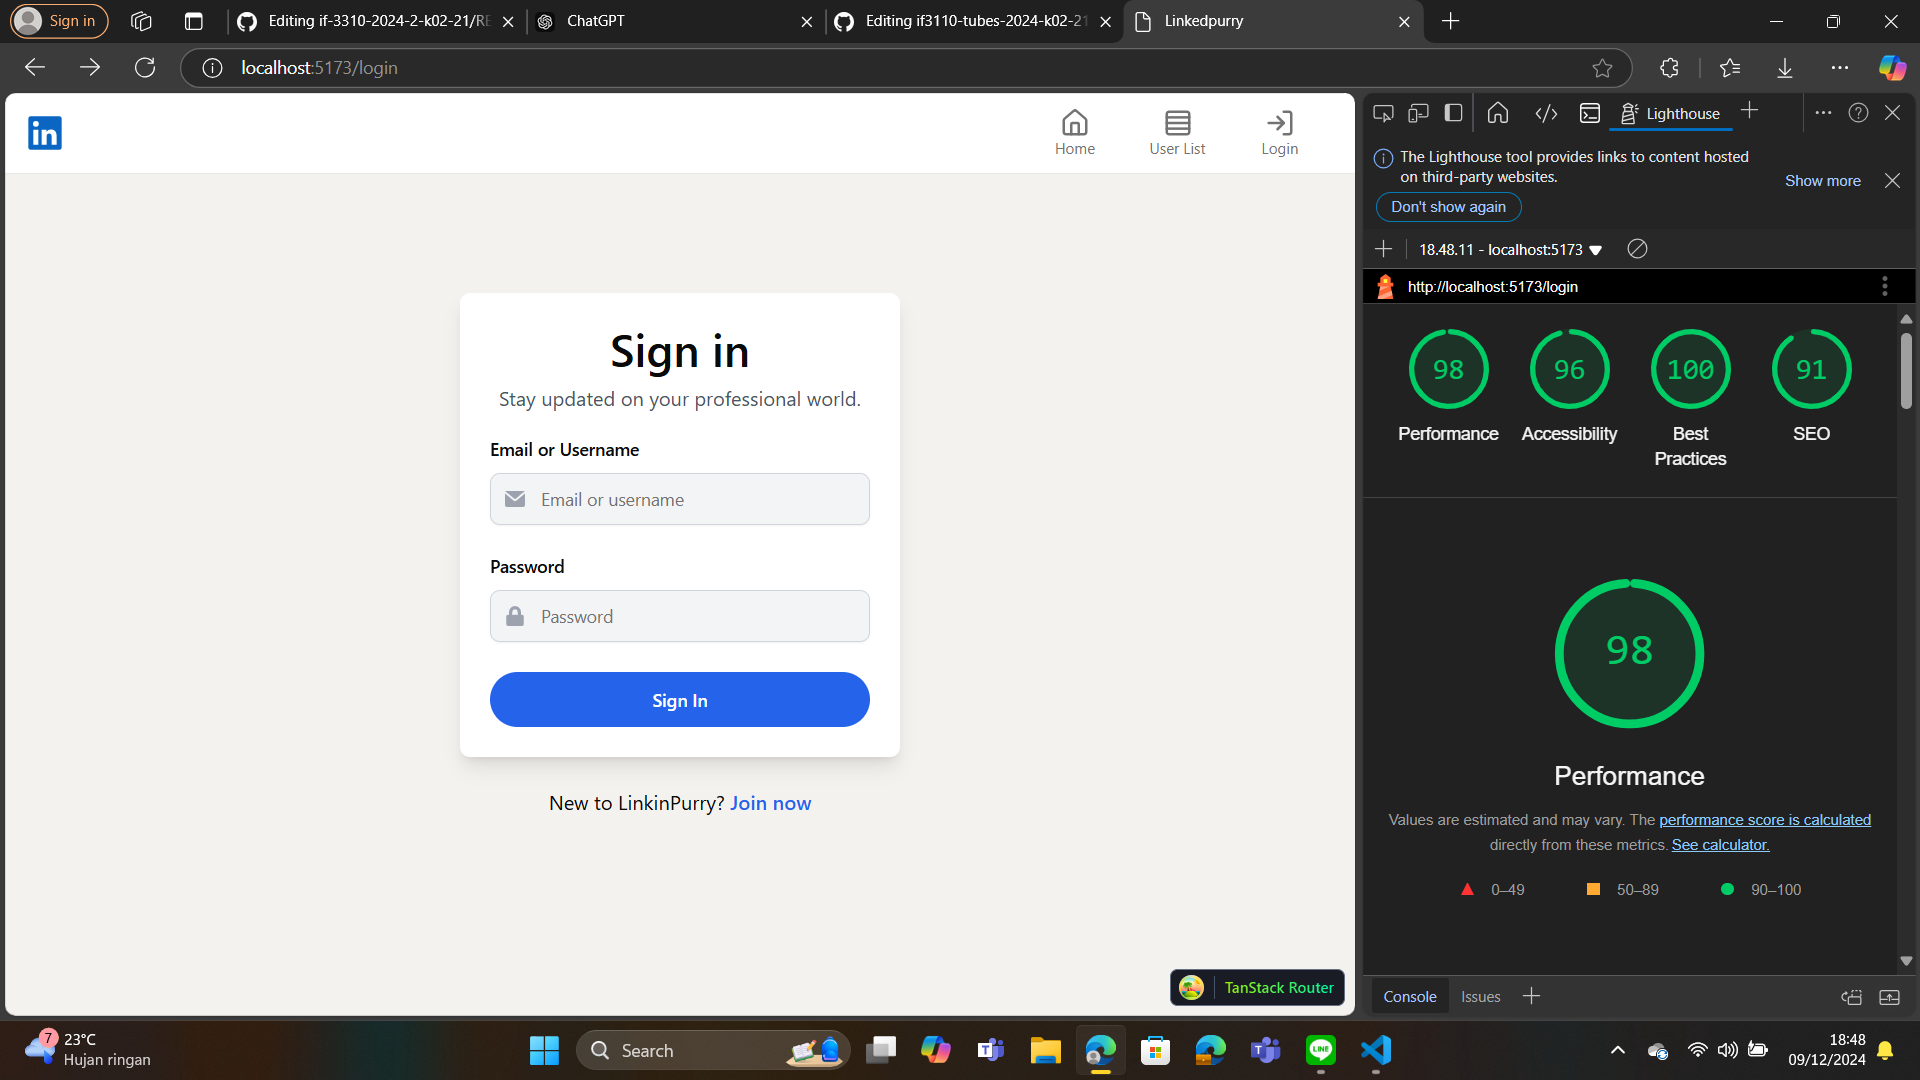 Sign in
Editing if-3310-2024-2-k02-21/RE
ChatGPT
Editing if3110-tubes-2024-k02-21
Linkedpurry
localhost:5173/login
in
Home
User List
Login
Sign in
Stay updated on your professional world.
Email or Username
Email or username
Password
Password
Sign In
New to LinkinPurry? Join now
TanStack Router
Lighthouse
The Lighthouse tool provides links to content hosted
on third-party websites.
Show more
Don't show again
18.48.11 - localhost:5173
http://localhost:5173/login
98
96
100
91
Performance
Accessibility
Best
Practices
SEO
98
Performance
Values are estimated and may vary. The performance score is calculated
directly from these metrics. See calculator.
0–49
50–89
90–100
Console
Issues
7
23°C
Hujan ringan
Search
LINE
18:48
09/12/2024